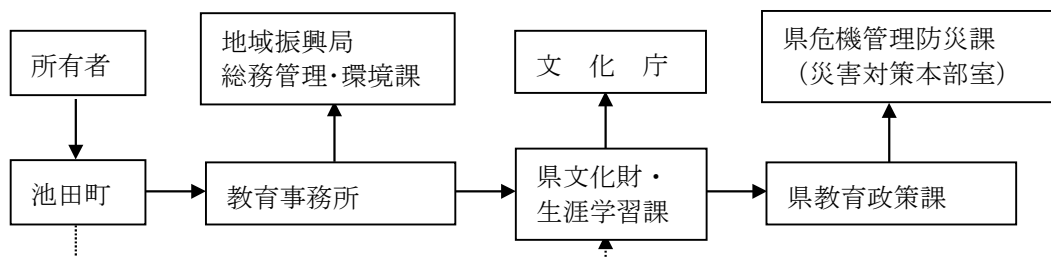 所有者
地域振興局
総務管理・環境課
文　化　庁
県危機管理防災課
（災害対策本部室）
池田町
教育事務所
県文化財・
生涯学習課
県教育政策課